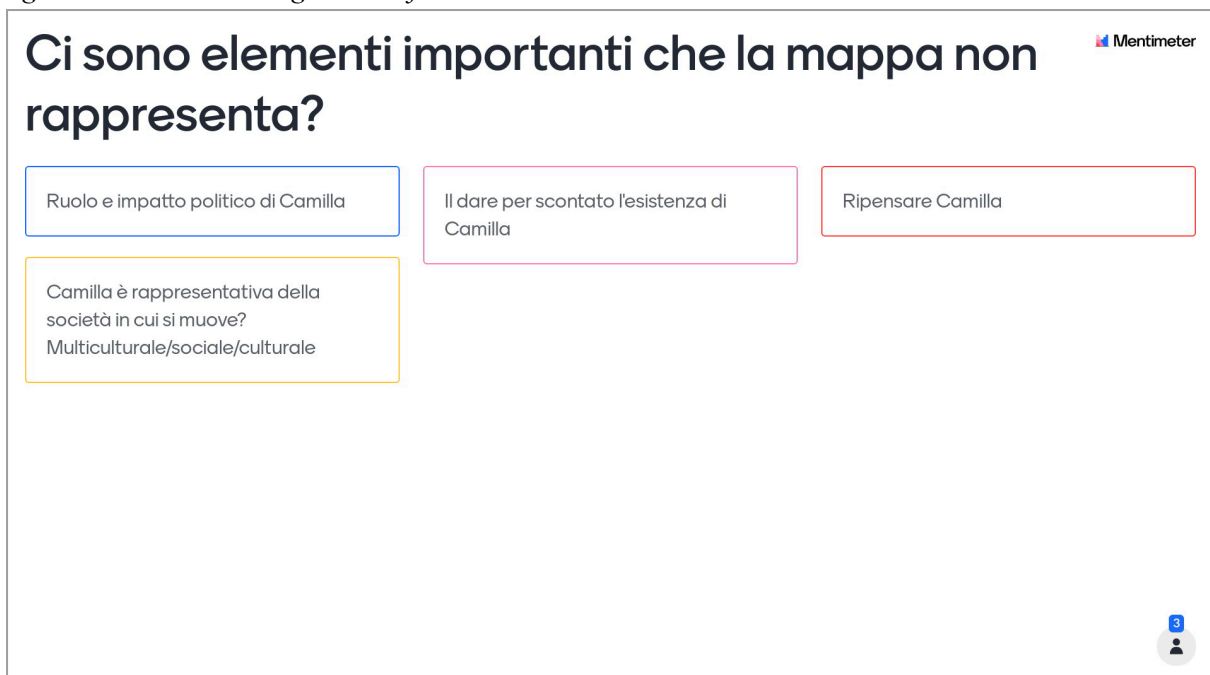 Ci sono elementi importanti che la mappa non
rappresenta?
Mentimeter
Ruolo e impatto politico di Camilla
Il dare per scontato l'esistenza di
Camilla
Ripensare Camilla
Camilla è rappresentativa della
società in cui si muove?
Multiculturale/sociale/culturale
3